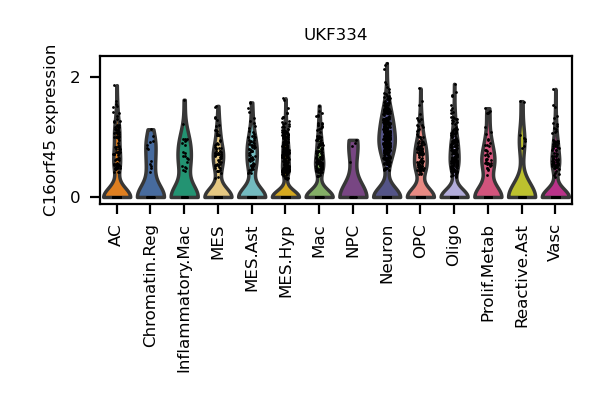 UKF334
C16orf45 expression
2
0
AC
Chromatin.Reg
Inflammatory.Mac
MES
MES.Ast
MES.Hyp
Mac
NPC
Neuron
OPC
Oligo
Prolif.Metab
Reactive.Ast
Vasc